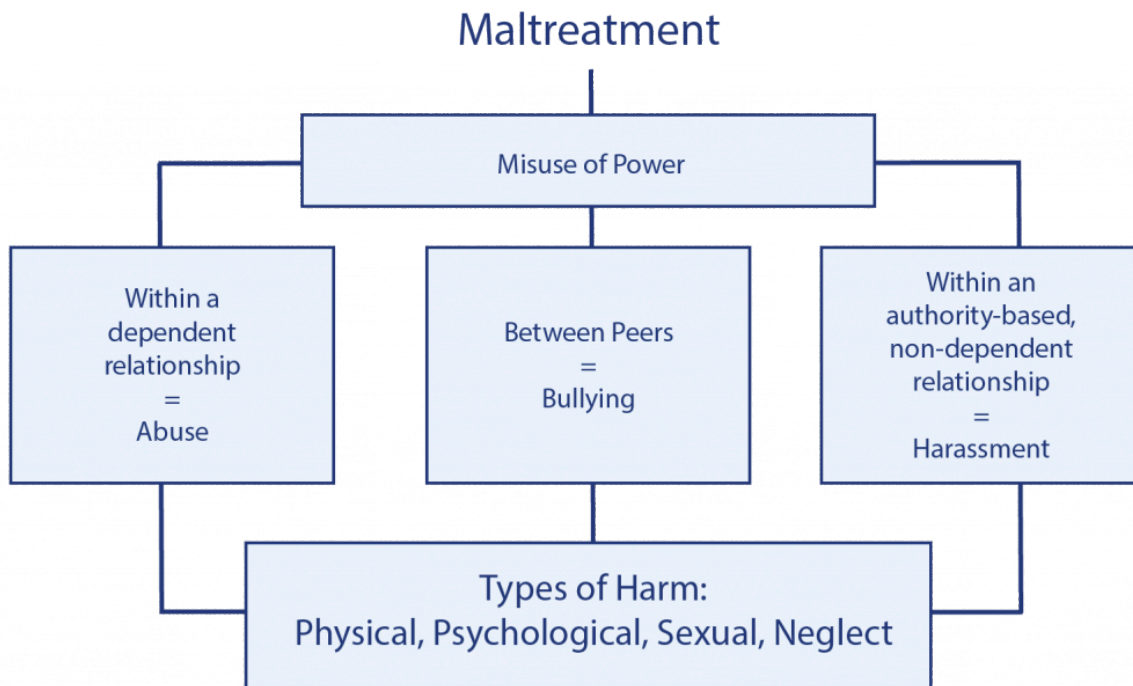 Maltreatment
Misuse of Power
Within a
dependent
relationship
=
Abuse
Between Peers
=
Bullying
Within an
authority-based,
non-dependent
relationship
=
Harassment
Types of Harm:
Physical, Psychological, Sexual, Neglect